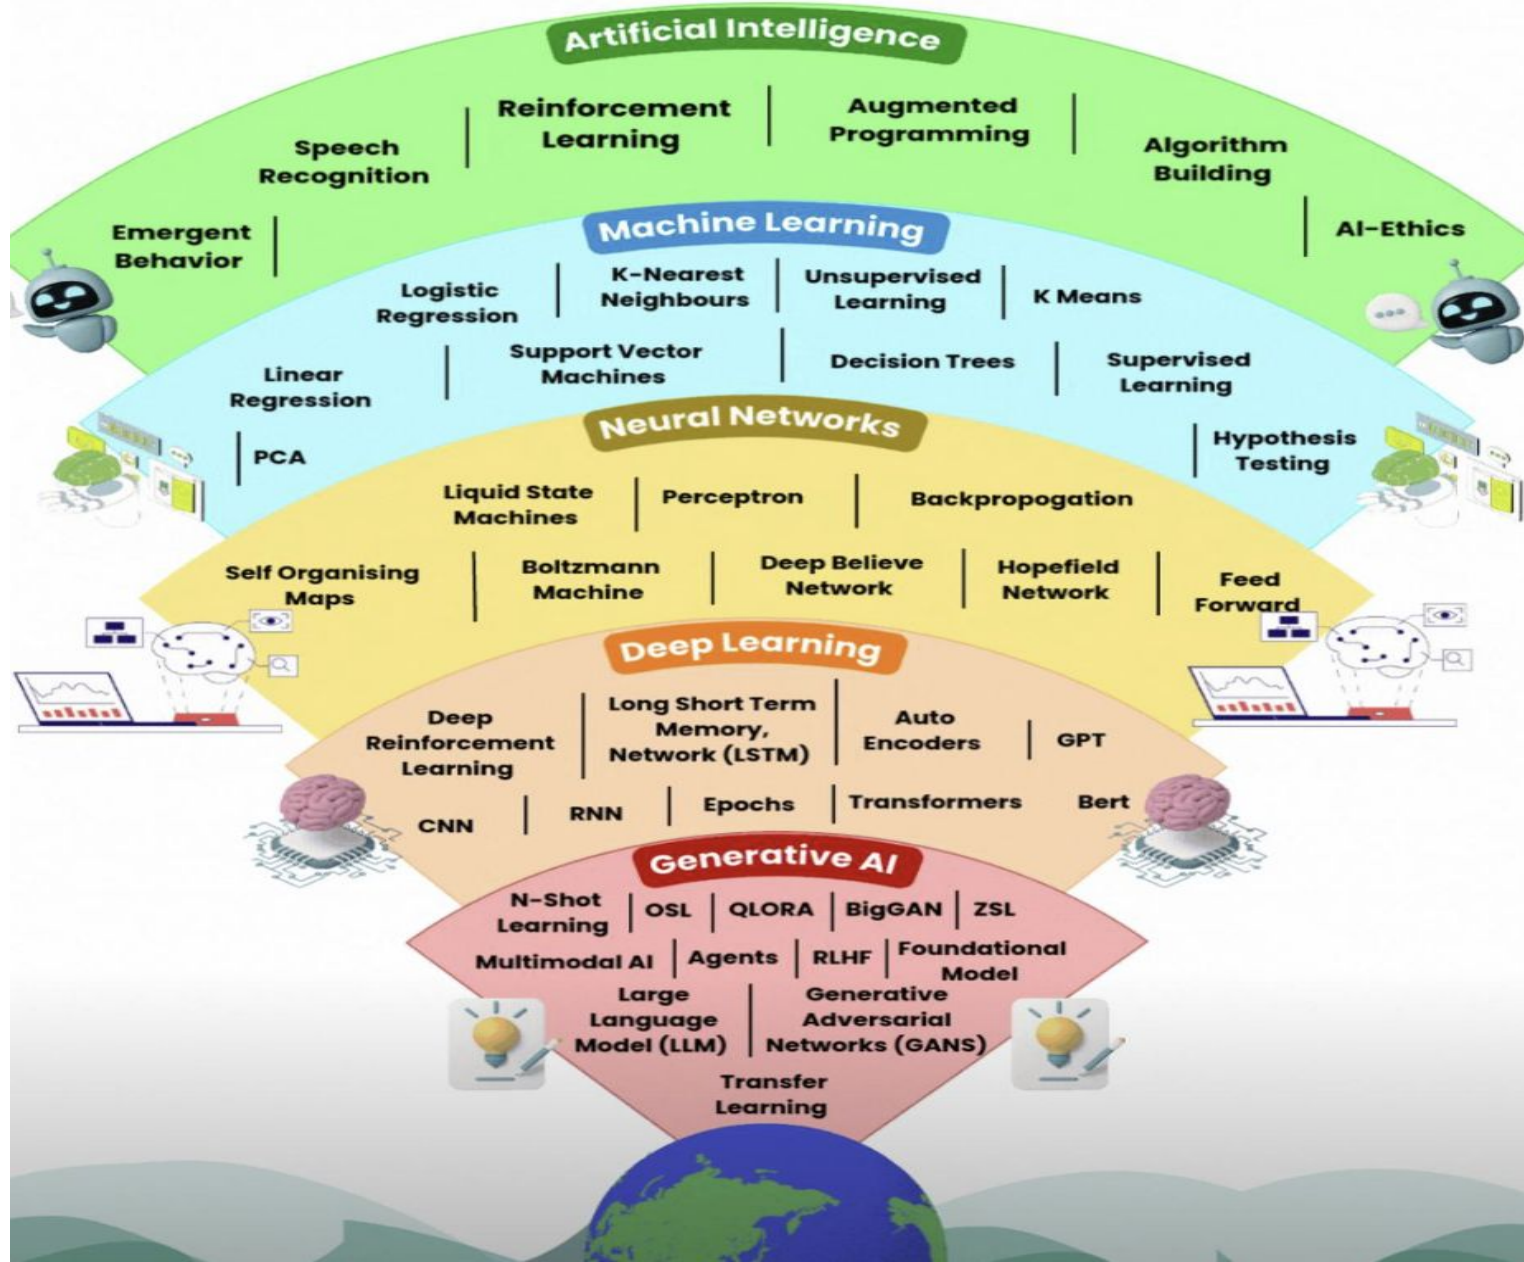 Artificial Intelligence
Reinforcement
Learning
Augmented
Programming
Speech
Recognition
Algorithm
Building
Emergent
Behavior
AI-Ethics
Machine Learning
Logistic
Regression
K-Nearest
Neighbours
Unsupervised
Learning
K Means
Linear
Regression
Support Vector
Machines
Decision Trees
Supervised
Learning
PCA
Hypothesis
Testing
Neural Networks
Liquid State
Machines
Perceptron
Backpropogation
Self Organising
Maps
Boltzmann
Machine
Deep Believe
Network
Hopefield
Network
Feed
Forward
Deep Learning
Deep
Reinforcement
Learning
Long Short Term
Memory,
Network (LSTM)
Auto
Encoders
GPT
CNN
RNN
Epochs
Transformers
Bert
Generative AI
N-Shot
Learning
OSL
QLORA
BigGAN
ZSL
Multimodal AI
Agents
RLHF
Foundational
Model
Large
Language
Model (LLM)
Generative
Adversarial
Networks (GANS)
Transfer
Learning